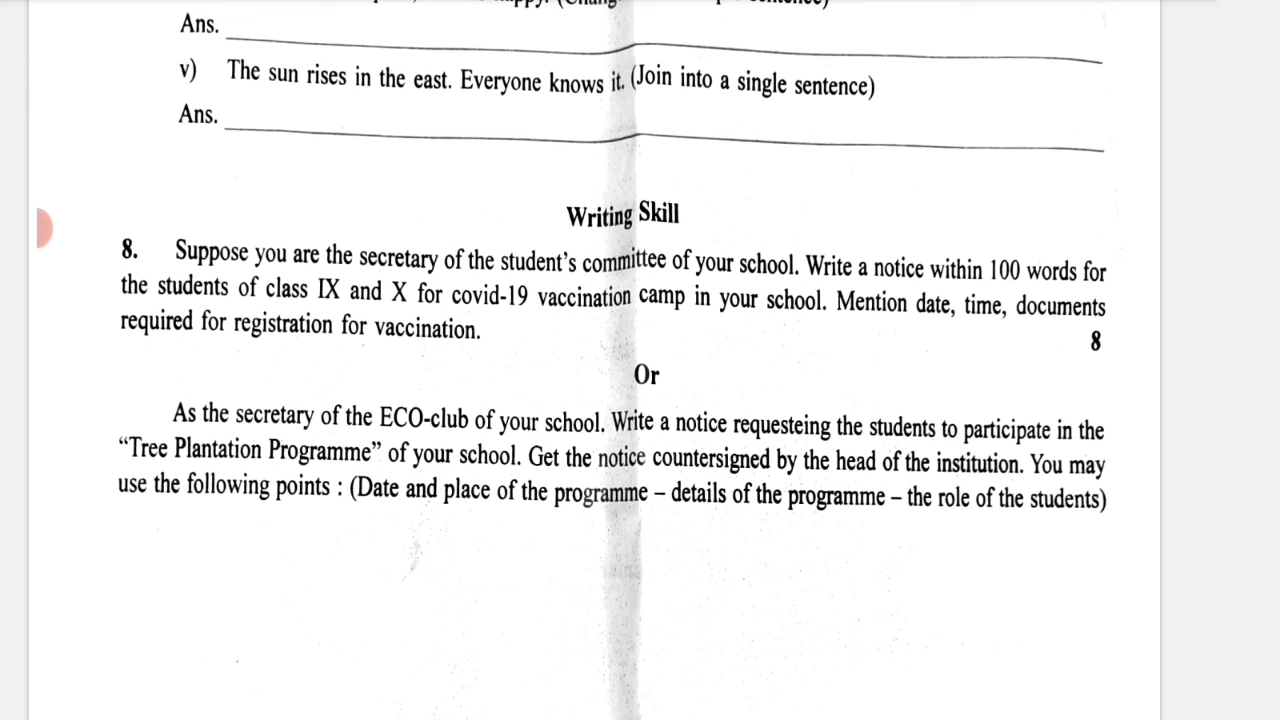 Ans.
v) The sun rises in the east. Everyone knows it. (Join into a single sentence)
Ans.
Writing Skill
8. Suppose you are the secretary of the student's committee of your school. Write a notice within 100 words for
the students of class IX and X for covid-19 vaccination camp in your school. Mention date, time, documents
required for registration for vaccination.
8
Or
As the secretary of the ECO-club of your school. Write a notice requesteing the students to participate in the
“Tree Plantation Programme” of your school. Get the notice countersigned by the head of the institution. You may
use the following points : (Date and place of the programme – details of the programme – the role of the students)